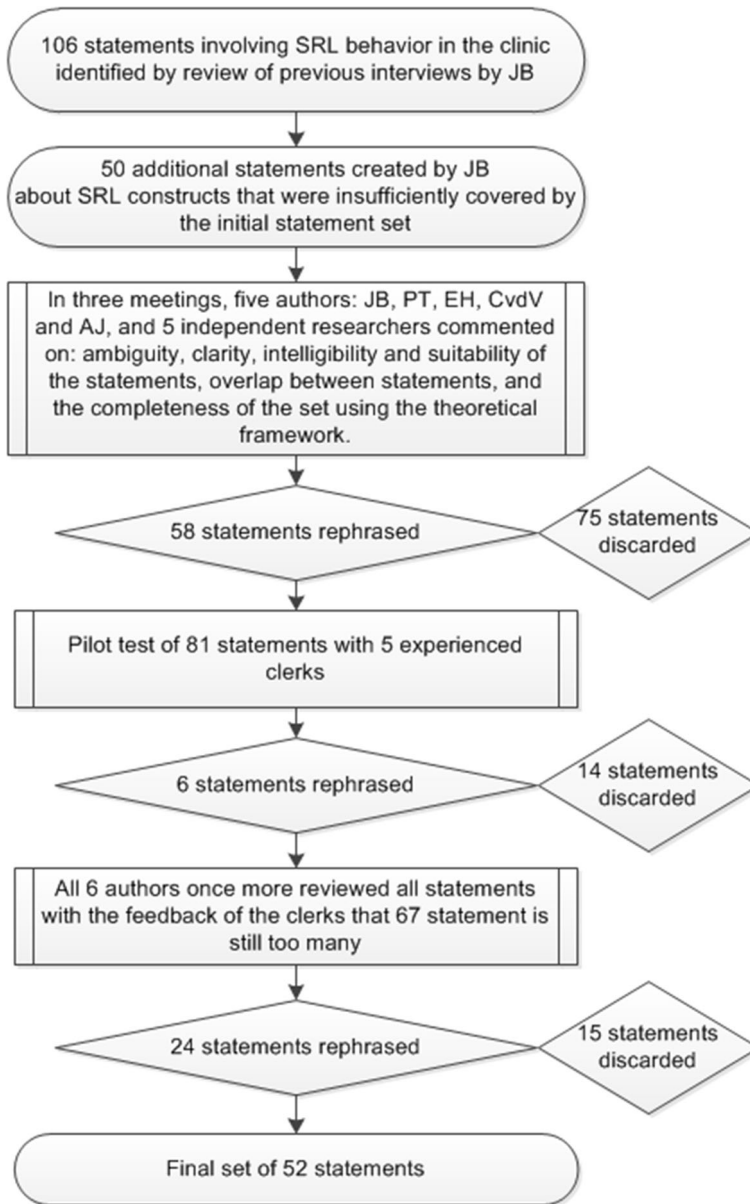 106 statements involving SRL behavior in the clinic
identified by review of previous interviews by JB
50 additional statements created by JB
about SRL constructs that were insufficiently covered by
the initial statement set
In three meetings, five authors: JB, PT, EH, CvdV
and AJ, and 5 independent researchers commented
on: ambiguity, clarity, intelligibility and suitability of
the statements, overlap between statements, and
the completeness of the set using the theoretical
framework.
58 statements rephrased
75 statements
discarded
Pilot test of 81 statements with 5 experienced
clerks
6 statements rephrased
14 statements
discarded
All 6 authors once more reviewed all statements
with the feedback of the clerks that 67 statement is
still too many
24 statements rephrased
15 statements
discarded
Final set of 52 statements